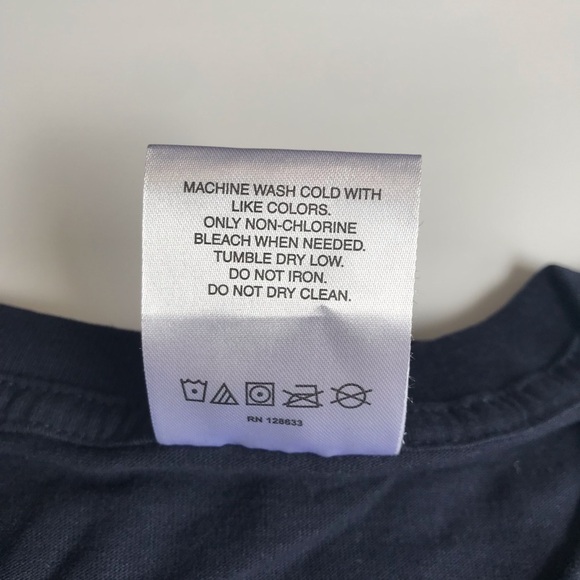 MACHINE WASH COLD WITH
LIKE COLORS.
ONLY NON-CHLORINE
BLEACH WHEN NEEDED.
TUMBLE DRY LOW.
DO NOT IRON.
DO NOT DRY CLEAN.
RN 128633